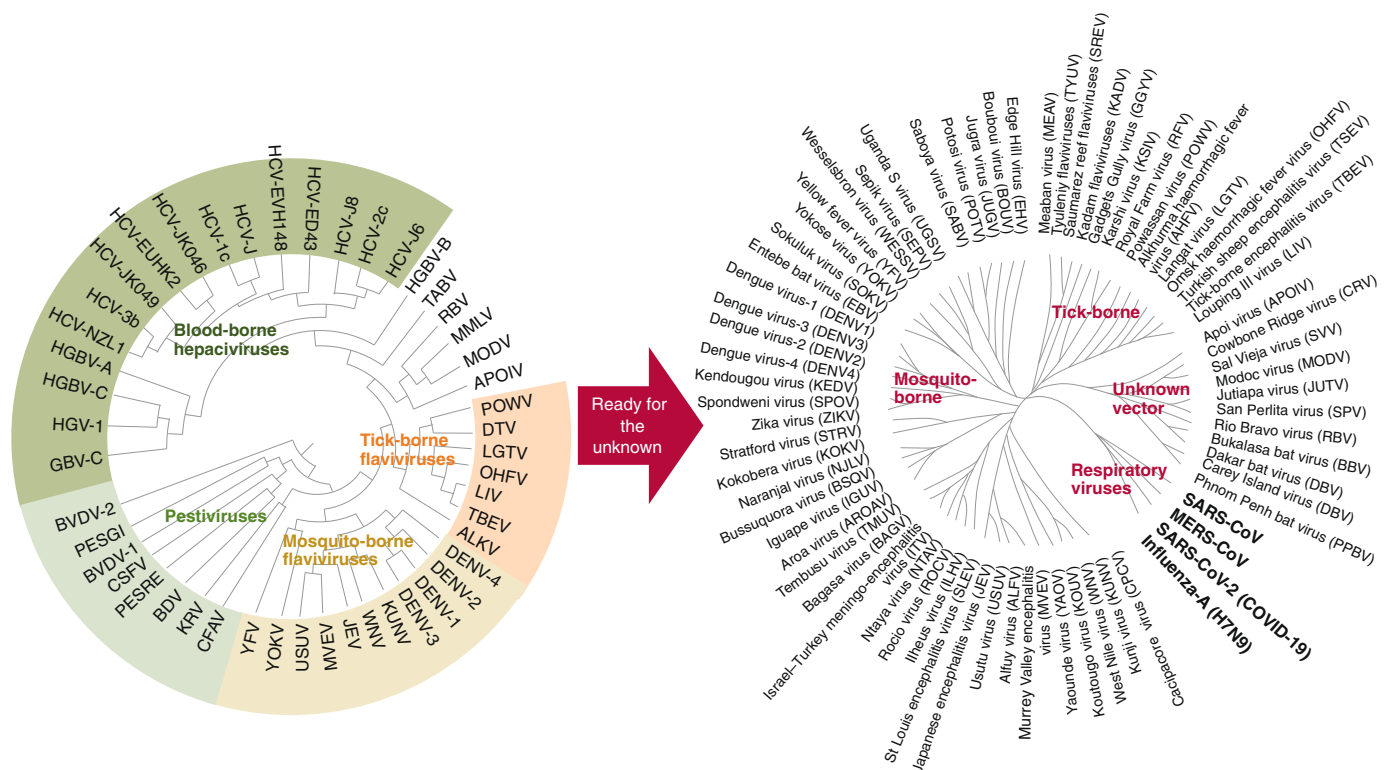 HCV-EVH148
HCV-ED43
HCV-J8
HCV-2c
HCV-J6
HGBV-B
TABV
RBV
MMLV
MODV
APOIV
POWV
DTV
LGTV
OHFV
LIV
TBEV
ALKV
DENV-4
DENV-2
DENV-1
DENV-3
KUNV
WNV
JEV
MVEV
USUV
YOKV
YFV
CFAV
KRV
BDV
PESRE
CSFV
BVDV-1
PESGI
BVDV-2
GBV-C
HGV-1
HGBV-C
HGBV-A
HCV-NZL1
HCV-3b
HCV-JK049
HCV-EUHK2
HCV-JK046
HCV-1c
HCV-J
Blood-borne
hepaciviruses
Tick-borne
flaviviruses
Pestiviruses
Mosquito-borne
flaviviruses
Ready for
the
unknown
Meaban virus (MEAV)
Tyuleniy flaviviruses (TYUV)
Saumarez reef flaviviruses (SREV)
Kadam flaviviruses (KADV)
Gadgets Gully virus (GGYV)
Karshi virus (KSIV)
Royal Farm virus (RFV)
Powassan virus (POWV)
Alkhurma haemorrhagic fever
virus (AHFV)
Langat virus (LGTV)
Omsk haemorrhagic fever virus (OHFV)
Turkish sheep encephalitis virus (TSEV)
Tick-borne encephalitis virus (TBEV)
Louping III virus (LIV)
Apoi virus (APOIV)
Cowbone Ridge virus (CRV)
Sal Vieja virus (SVV)
Modoc virus (MODV)
Jutiapa virus (JUTV)
San Perlita virus (SPV)
Rio Bravo virus (RBV)
Bukalasa bat virus (BBV)
Dakar bat virus (DBV)
Carey Island virus (DBV)
Phnom Penh bat virus (PPBV)
SARS-CoV
MERS-CoV
SARS-CoV-2 (COVID-19)
Influenza-A (H7N9)
Cacipacore virus (CPCV)
Kunji virus (KUNV)
West Nile virus (WNV)
Koutougo virus (KOUV)
Yaounde virus (YAOV)
Murrey Valley encephalitis
virus (MVEV)
Alfuy virus (ALFV)
Usutu virus (USUV)
Iapanese encephalitis virus (JEV)
St Louis encephalitis virus (SLEV)
Ilheus virus (ILHV)
Rocio virus (ROCV)
Ntaya virus (NTAV)
Israel–Turkey meningo-encephalitis
virus (ITV)
Bagasa virus (BAGV)
Tembusu virus (TMUV)
Aroa virus (AROAV)
Iguape virus (IGUV)
Bussuquora virus (BSQV)
Naranjal virus (NJLV)
Kokobera virus (KOKV)
Stratford virus (STRV)
Zika virus (ZIKV)
Spondweni virus (SPOV)
Kendougou virus (KEDV)
Dengue virus-4 (DENV4)
Dengue virus-2 (DENV2)
Dengue virus-3 (DENV3)
Dengue virus-1 (DENV1)
Entebe bat virus (EBV)
Sokuluk virus (SOKV)
Yokose virus (YOKV)
Yellow fever virus (YFV)
Wesselsbron virus (WESSV)
Sepik virus (SEPV)
Uganda S virus (UGSV)
Saboya virus (SABV)
Potosi virus (POTV)
Jugra virus (JUGV)
Bouboui virus (BOUV)
Edge Hill virus (EHV)
Tick-borne
Mosquito-
borne
Unknown
vector
Respiratory
viruses